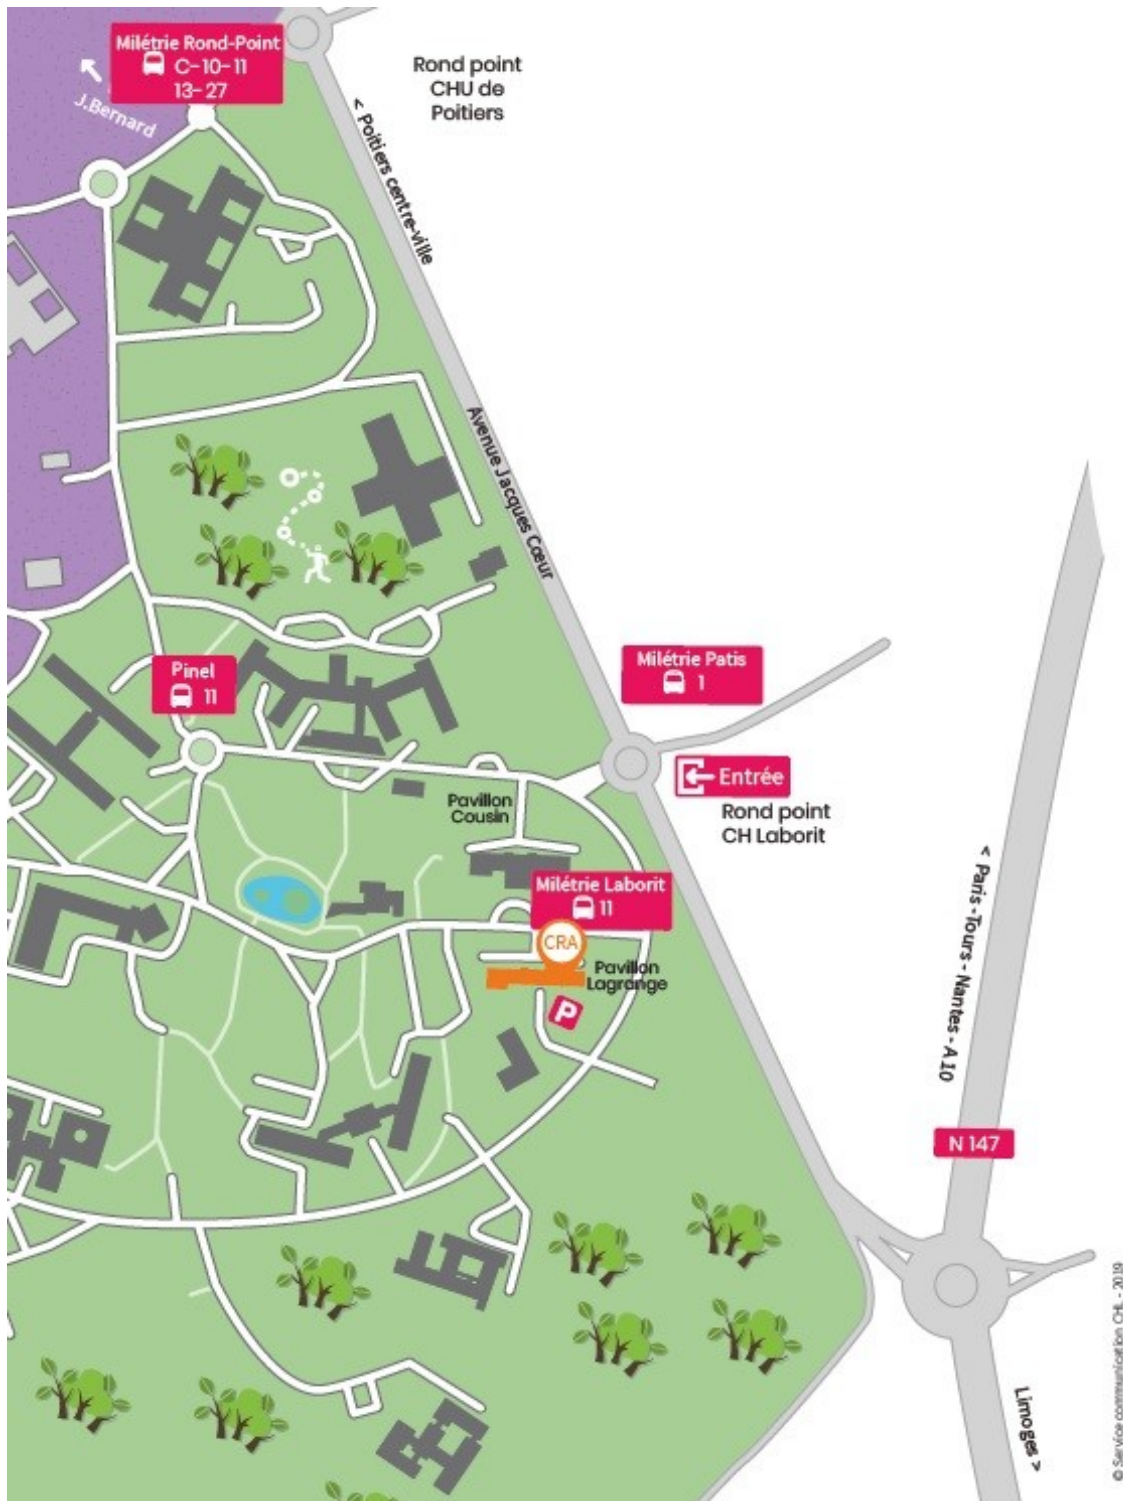 Milétrie Rond-Point
C-10-11
13-27
J.Bernard
Rond point
CHU de
Poitiers
< Poitiers centre-ville
Avenue Jacques Cœur
Pinel
11
Milétrie Patis
1
Entrée
Rond point
CH Laborit
Pavillon
Cousin
Milétrie Laborit
11
CRA
Pavillon
Lagrange
P
< Paris - Tours - Nantes - A10
N 147
Limoges >
© Service communication CHL - 2019